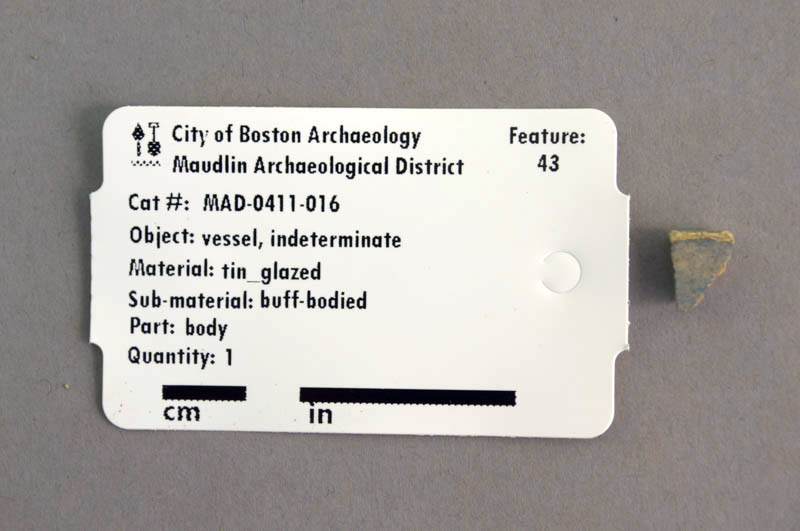 City of Boston Archaeology
Maudlin Archaeological District
Feature:
43
Cat #: MAD-0411-016
Object: vessel, indeterminate
Material: tin_glazed
Sub-material: buff-bodied
Part: body
Quantity: 1
cm in